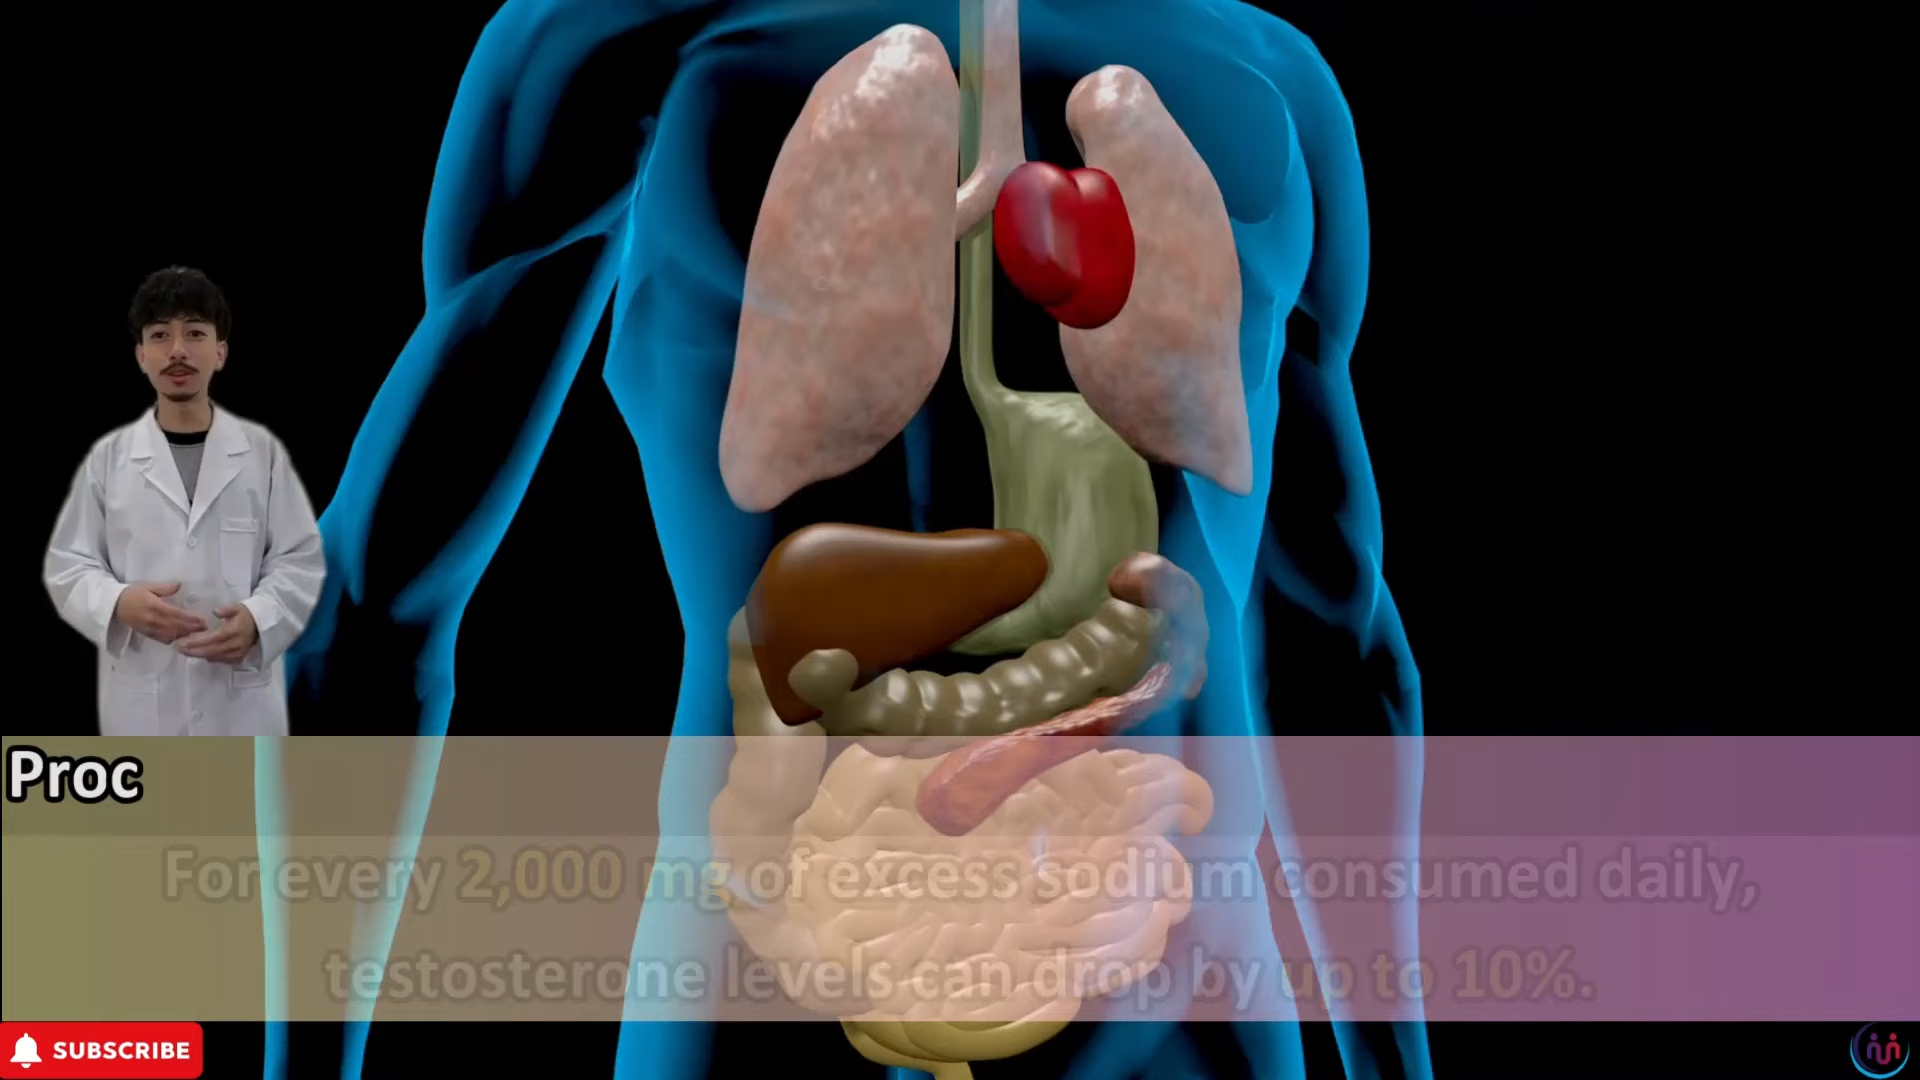 Proc
For every 2,000 mg of excess sodium consumed daily,
testosterone levels can drop by up to 10%.
SUBSCRIBE